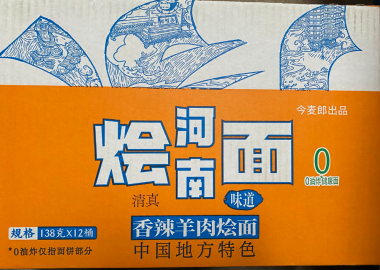 今麦郎出品
河南
烩面
0
0油炸健康面
清真
味道
香辣羊肉烩面
规格 138克X12桶
*0油炸仅指面饼部分
中国地方特色